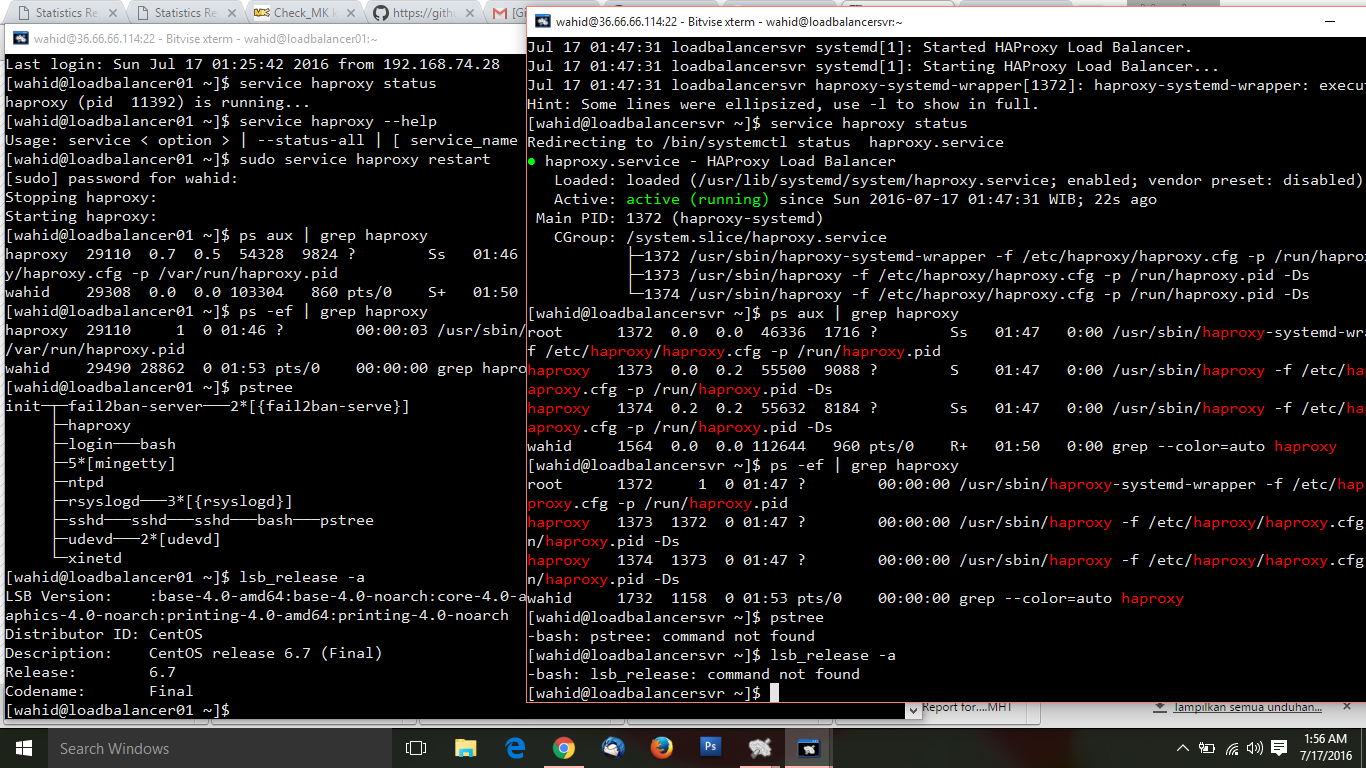 Statistics Re
Statistics Re
Check_MK k
https://githu
[Gi
wahid@36.66.66.114:22 - Bitvise xterm - wahid@loadbalancer01:~
Last login: Sun Jul 17 01:25:42 2016 from 192.168.74.28
[wahid@loadbalancer01 ~]$ service haproxy status
haproxy (pid  11392) is running...
[wahid@loadbalancer01 ~]$ service haproxy --help
Usage: service < option > | --status-all | [ service_name
[wahid@loadbalancer01 ~]$ sudo service haproxy restart
[sudo] password for wahid:
Stopping haproxy:
Starting haproxy:
[wahid@loadbalancer01 ~]$ ps aux | grep haproxy
haproxy  29110  0.7  0.5  54328  9824 ?        Ss   01:46
y/haproxy.cfg -p /var/run/haproxy.pid
wahid    29308  0.0  0.0 103304   860 pts/0    S+   01:50
[wahid@loadbalancer01 ~]$ ps -ef | grep haproxy
haproxy  29110     1  0 01:46 ?        00:00:03 /usr/sbin/
/var/run/haproxy.pid
wahid    29490 28862  0 01:53 pts/0    00:00:00 grep hapro
[wahid@loadbalancer01 ~]$ pstree
init─┬─fail2ban-server───2*[{fail2ban-serve}]
     ├─haproxy
     ├─login───bash
     ├─5*[mingetty]
     ├─ntpd
     ├─rsyslogd───3*[{rsyslogd}]
     ├─sshd───sshd───sshd───bash───pstree
     ├─udevd───2*[udevd]
     └─xinetd
[wahid@loadbalancer01 ~]$ lsb_release -a
LSB Version:    :base-4.0-amd64:base-4.0-noarch:core-4.0-a
aphics-4.0-noarch:printing-4.0-amd64:printing-4.0-noarch
Distributor ID: CentOS
Description:    CentOS release 6.7 (Final)
Release:        6.7
Codename:       Final
[wahid@loadbalancer01 ~]$
wahid@36.66.66.114:22 - Bitvise xterm - wahid@loadbalancersvr:~
Jul 17 01:47:31 loadbalancersvr systemd[1]: Started HAProxy Load Balancer.
Jul 17 01:47:31 loadbalancersvr systemd[1]: Starting HAProxy Load Balancer...
Jul 17 01:47:31 loadbalancersvr haproxy-systemd-wrapper[1372]: haproxy-systemd-wrapper: execut
Hint: Some lines were ellipsized, use -l to show in full.
[wahid@loadbalancersvr ~]$ service haproxy status
Redirecting to /bin/systemctl status  haproxy.service
● haproxy.service - HAProxy Load Balancer
   Loaded: loaded (/usr/lib/systemd/system/haproxy.service; enabled; vendor preset: disabled)
   Active: active (running) since Sun 2016-07-17 01:47:31 WIB; 22s ago
 Main PID: 1372 (haproxy-systemd)
   CGroup: /system.slice/haproxy.service
           ├─1372 /usr/sbin/haproxy-systemd-wrapper -f /etc/haproxy/haproxy.cfg -p /run/haprox
           ├─1373 /usr/sbin/haproxy -f /etc/haproxy/haproxy.cfg -p /run/haproxy.pid -Ds
           └─1374 /usr/sbin/haproxy -f /etc/haproxy/haproxy.cfg -p /run/haproxy.pid -Ds
[wahid@loadbalancersvr ~]$ ps aux | grep haproxy
root      1372  0.0  0.0  46336  1716 ?        Ss   01:47   0:00 /usr/sbin/haproxy-systemd-wr
f /etc/haproxy/haproxy.cfg -p /run/haproxy.pid
haproxy   1373  0.0  0.2  55500  9088 ?        S    01:47   0:00 /usr/sbin/haproxy -f /etc/ha
aproxy.cfg -p /run/haproxy.pid -Ds
haproxy   1374  0.2  0.2  55632  8184 ?        Ss   01:47   0:00 /usr/sbin/haproxy -f /etc/ha
aproxy.cfg -p /run/haproxy.pid -Ds
wahid     1564  0.0  0.0 112644   960 pts/0    R+   01:50   0:00 grep --color=auto haproxy
[wahid@loadbalancersvr ~]$ ps -ef | grep haproxy
root      1372     1  0 01:47 ?        00:00:00 /usr/sbin/haproxy-systemd-wrapper -f /etc/hap
proxy.cfg -p /run/haproxy.pid
haproxy   1373  1372  0 01:47 ?        00:00:00 /usr/sbin/haproxy -f /etc/haproxy/haproxy.cfg
n/haproxy.pid -Ds
haproxy   1374  1373  0 01:47 ?        00:00:00 /usr/sbin/haproxy -f /etc/haproxy/haproxy.cfg
n/haproxy.pid -Ds
wahid     1732  1158  0 01:53 pts/0    00:00:00 grep --color=auto haproxy
[wahid@loadbalancersvr ~]$ pstree
-bash: pstree: command not found
[wahid@loadbalancersvr ~]$ lsb_release -a
-bash: lsb_release: command not found
[wahid@loadbalancersvr ~]$
Report for....MHT
Tampilkan semua unduhan...
Search Windows
Ps
1:56 AM
7/17/2016